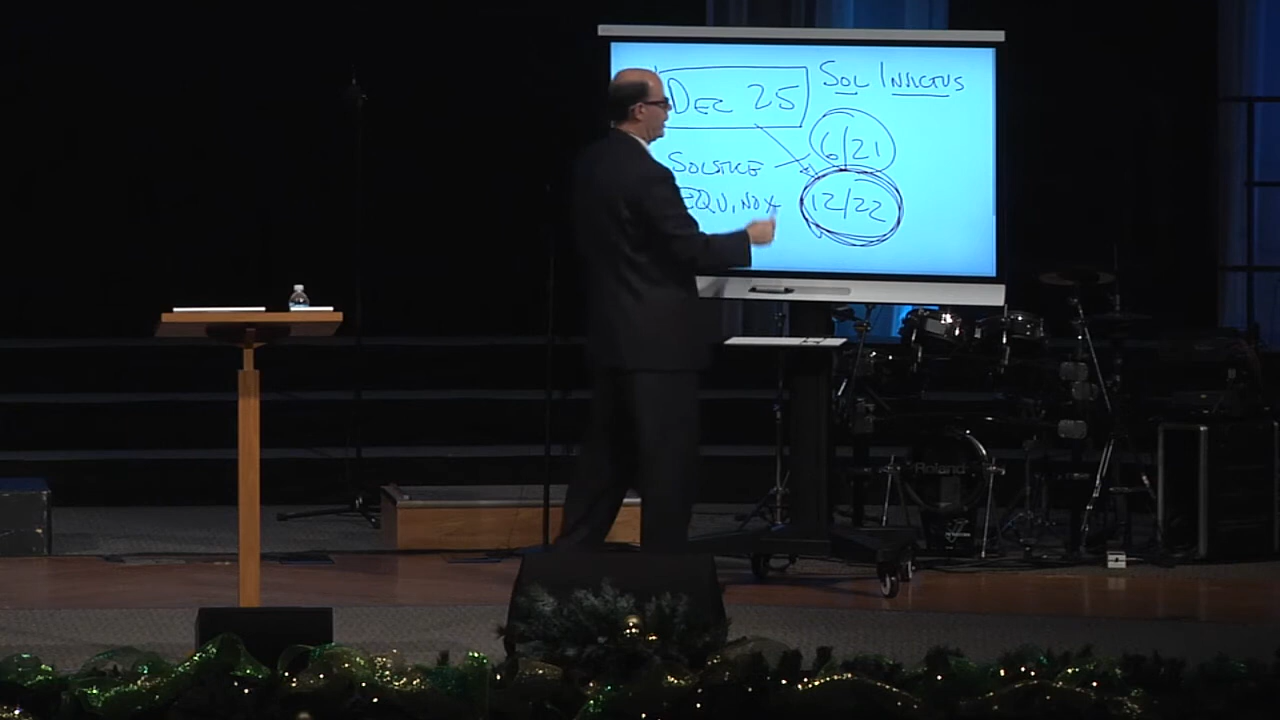 DEC 25
SOL INVICTUS
6/21
SOLSTICE
EQUINOX
12/22
Roland